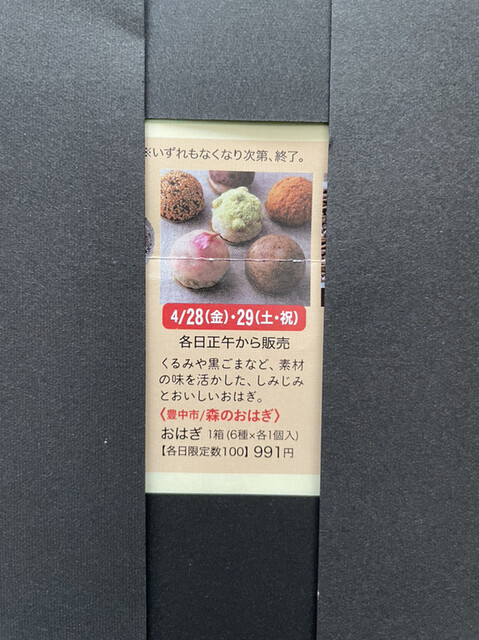 ※いずれもなくなり次第、終了。
4/28(金)・29(土・祝)
各日正午から販売
くるみや黒ごまなど、素材
の味を活かした、しみじみ
とおいしいおはぎ。
〈豊中市/森のおはぎ〉
おはぎ 1箱(6種×各1個入)
【各日限定数100】991円